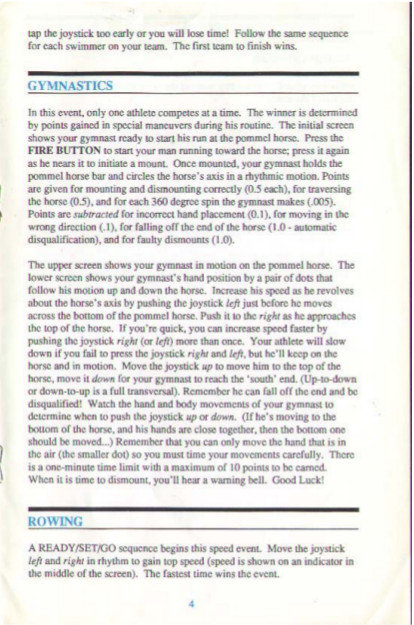 tap the joystick too early or you will lose time!  Follow the same sequence
for each swimmer on your team.  The first team to finish wins.
GYMNASTICS
In this event, only one athlete competes at a time.  The winner is determined
by points gained in special maneuvers during his routine.  The initial screen
shows your gymnast ready to start his run at the pommel horse.  Press the
FIRE BUTTON to start your man running toward the horse; press it again
as he nears it to initiate a mount.  Once mounted, your gymnast holds the
pommel horse bar and circles the horse's axis in a rhythmic motion. Points
are given for mounting and dismounting correctly (0.5 each), for traversing
the horse (0.5), and for each 360 degree spin the gymnast makes (.005).
Points are subtracted for incorrect hand placement (0.1), for moving in the
wrong direction (.1), for falling off the end of the horse (1.0 - automatic
disqualification), and for faulty dismounts (1.0).
The upper screen shows your gymnast in motion on the pommel horse.  The
lower screen shows your gymnast's hand position by a pair of dots that
follow his motion up and down the horse.  Increase his speed as he revolves
about the horse's axis by pushing the joystick left just before he moves
across the bottom of the pommel horse. Push it to the right as he approaches
the top of the horse.  If you're quick, you can increase speed faster by
pushing the joystick right (or left) more than once.  Your athlete will slow
down if you fail to press the joystick right and left, but he'll keep on the
horse and in motion.  Move the joystick up to move him to the top of the
horse, move it down for your gymnast to reach the 'south' end. (Up-to-down
or down-to-up is a full transversal). Remember he can fall off the end and be
disqualified!  Watch the hand and body movements of your gymnast to
determine when to push the joystick up or down.  (If he's moving to the
bottom of the horse, and his hands are close together, then the bottom one
should be moved...) Remember that you can only move the hand that is in
the air (the smaller dot) so you must time your movements carefully.  There
is a one-minute time limit with a maximum of 10 points to be earned.
When it is time to dismount, you'll hear a warning bell.  Good Luck!
ROWING
A READY/SET/GO sequence begins this speed event.  Move the joystick
left and right in rhythm to gain top speed (speed is shown on an indicator in
the middle of the screen).  The fastest time wins the event.
4